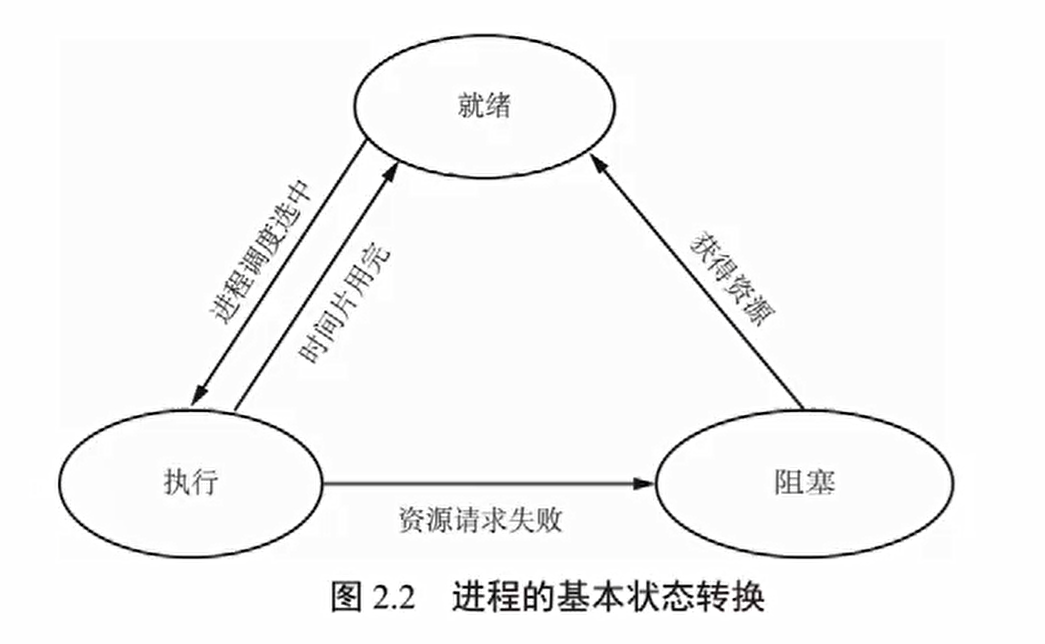 就绪
进程调度选中
时间片用完
获得资源
执行
阻塞
资源请求失败
图 2.2 进程的基本状态转换